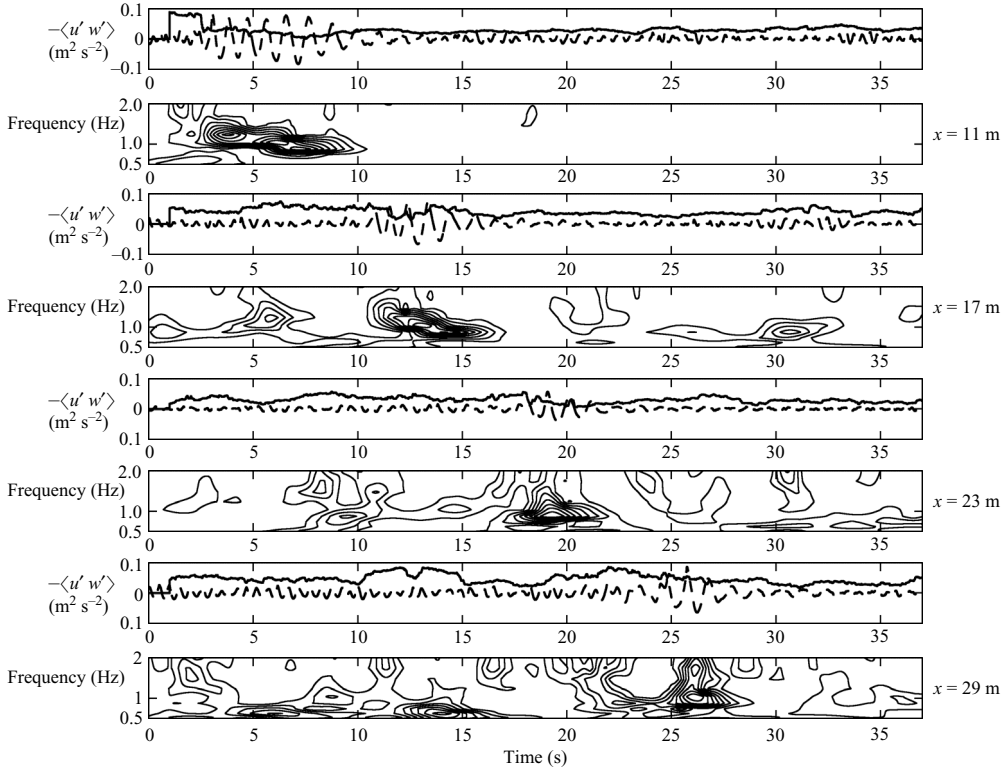 0.1
−⟨u′ w′⟩
0
(m² s⁻²)
−0.1
0 5 10 15 20 25 30 35
2.0
Frequency (Hz)
1.0
x = 11 m
0.5
0 5 10 15 20 25 30 35
0.1
−⟨u′ w′⟩
0
(m² s⁻²)
−0.1
0 5 10 15 20 25 30 35
2.0
Frequency (Hz)
x = 17 m
1.0
0.5
0 5 10 15 20 25 30 35
0.1
−⟨u′ w′⟩
0
(m² s⁻²)
0.1
0 5 10 15 20 25 30 35
2.0
Frequency (Hz)
x = 23 m
1.0
0.5
0 5 10 15 20 25 30 35
0.1
−⟨u′ w′⟩
0
(m² s⁻²)
0.1
0 5 10 15 20 25 30 35
2
Frequency (Hz)
x = 29 m
1
0.5
0 5 10 15 20 25 30 35
Time (s)